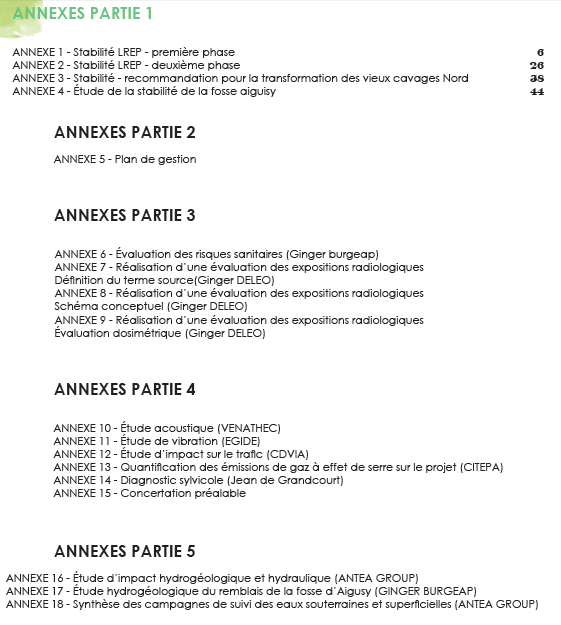 ANNEXES PARTIE 1
ANNEXE 1 - Stabilité LREP - première phase 6
ANNEXE 2 - Stabilité LREP - deuxième phase 26
ANNEXE 3 - Stabilité - recommandation pour la transformation des vieux cavages Nord 38
ANNEXE 4 - Étude de la stabilité de la fosse aiguisy 44
ANNEXES PARTIE 2
ANNEXE 5 - Plan de gestion
ANNEXES PARTIE 3
ANNEXE 6 - Évaluation des risques sanitaires (Ginger burgeap)
ANNEXE 7 - Réalisation d'une évaluation des expositions radiologiques
Définition du terme source(Ginger DELEO)
ANNEXE 8 - Réalisation d'une évaluation des expositions radiologiques
Schéma conceptuel (Ginger DELEO)
ANNEXE 9 - Réalisation d'une évaluation des expositions radiologiques
Évaluation dosimétrique (Ginger DELEO)
ANNEXES PARTIE 4
ANNEXE 10 - Étude acoustique (VENATHEC)
ANNEXE 11 - Étude de vibration (EGIDE)
ANNEXE 12 - Étude d'impact sur le trafic (CDVIA)
ANNEXE 13 - Quantification des émissions de gaz à effet de serre sur le projet (CITEPA)
ANNEXE 14 - Diagnostic sylvicole (Jean de Grandcourt)
ANNEXE 15 - Concertation préalable
ANNEXES PARTIE 5
ANNEXE 16 - Étude d'impact hydrogéologique et hydraulique (ANTEA GROUP)
ANNEXE 17 - Étude hydrogéologique du remblais de la fosse d'Aigusy (GINGER BURGEAP)
ANNEXE 18 - Synthèse des campagnes de suivi des eaux souterraines et superficielles (ANTEA GROUP)